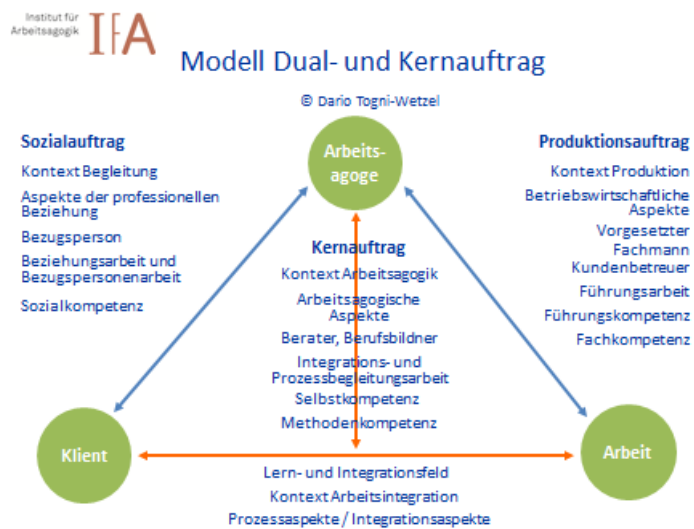 Institut für
Arbeitsagogik
IFA
Modell Dual- und Kernauftrag
© Dario Togni-Wetzel
Sozialauftrag
Kontext Begleitung
Aspekte der professionellen
Beziehung
Bezugsperson
Beziehungsarbeit und
Bezugspersonenarbeit
Sozialkompetenz
Arbeits-
agoge
Produktionsauftrag
Kontext Produktion
Betriebswirtschaftliche
Aspekte
Vorgesetzter
Fachmann
Kundenbetreuer
Führungsarbeit
Führungskompetenz
Fachkompetenz
Kernauftrag
Kontext Arbeitsagogik
Arbeitsagogische
Aspekte
Berater, Berufsbildner
Integrations- und
Prozessbegleitungsarbeit
Selbstkompetenz
Methodenkompetenz
Klient
Arbeit
Lern- und Integrationsfeld
Kontext Arbeitsintegration
Prozessaspekte / Integrationsaspekte